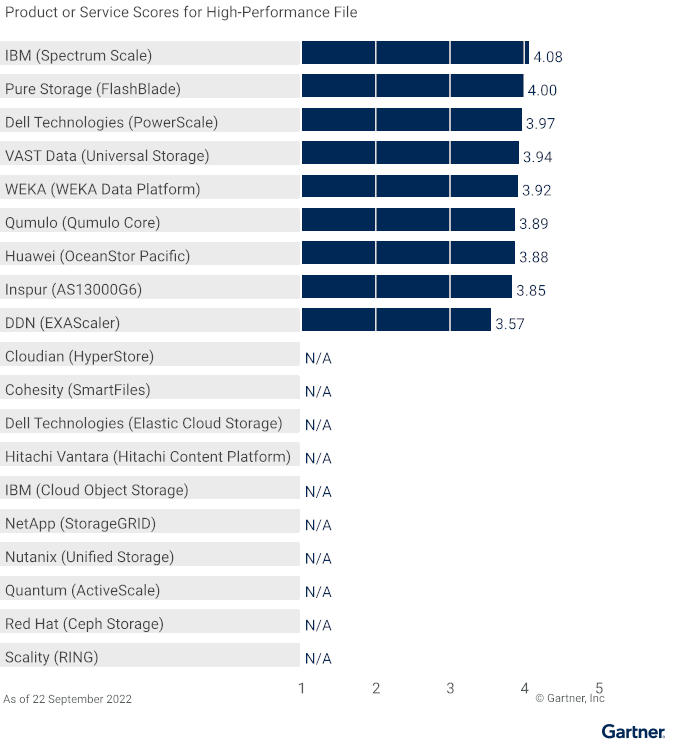 Product or Service Scores for High-Performance File
IBM (Spectrum Scale) 4.08
Pure Storage (FlashBlade) 4.00
Dell Technologies (PowerScale) 3.97
VAST Data (Universal Storage) 3.94
WEKA (WEKA Data Platform) 3.92
Qumulo (Qumulo Core) 3.89
Huawei (OceanStor Pacific) 3.88
Inspur (AS13000G6) 3.85
DDN (EXAScaler) 3.57
Cloudian (HyperStore) N/A
Cohesity (SmartFiles) N/A
Dell Technologies (Elastic Cloud Storage) N/A
Hitachi Vantara (Hitachi Content Platform) N/A
IBM (Cloud Object Storage) N/A
NetApp (StorageGRID) N/A
Nutanix (Unified Storage) N/A
Quantum (ActiveScale) N/A
Red Hat (Ceph Storage) N/A
Scality (RING) N/A
1 2 3 4 5
As of 22 September 2022 © Gartner, Inc
Gartner